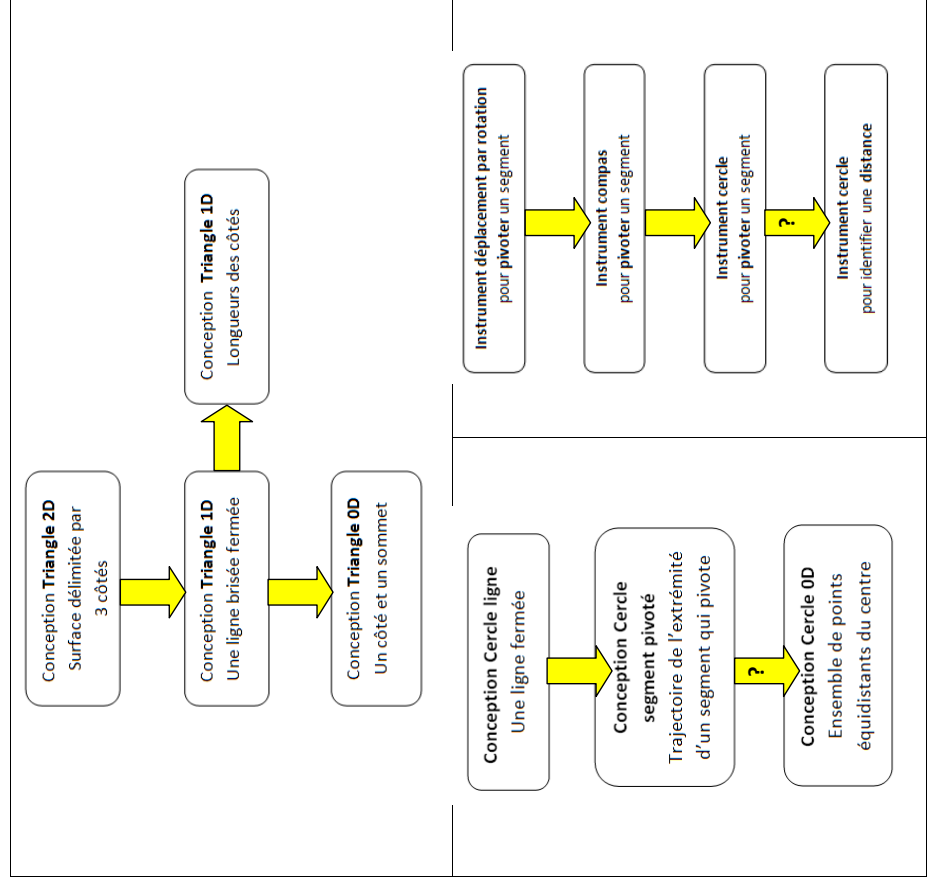 Conception Triangle 2D
Surface délimitée par
3 côtés
Conception Triangle 1D
Une ligne brisée fermée
Conception Triangle 1D
Longueurs des côtés
Conception Triangle 0D
Un côté et un sommet
Conception Cercle ligne
Une ligne fermée
Conception Cercle
segment pivoté
Trajectoire de l'extrémité
d'un segment qui pivote
?
Conception Cercle 0D
Ensemble de points
équidistants du centre
Instrument déplacement par rotation
pour pivoter un segment
Instrument compas
pour pivoter un segment
Instrument cercle
pour pivoter un segment
?
Instrument cercle
pour identifier une distance